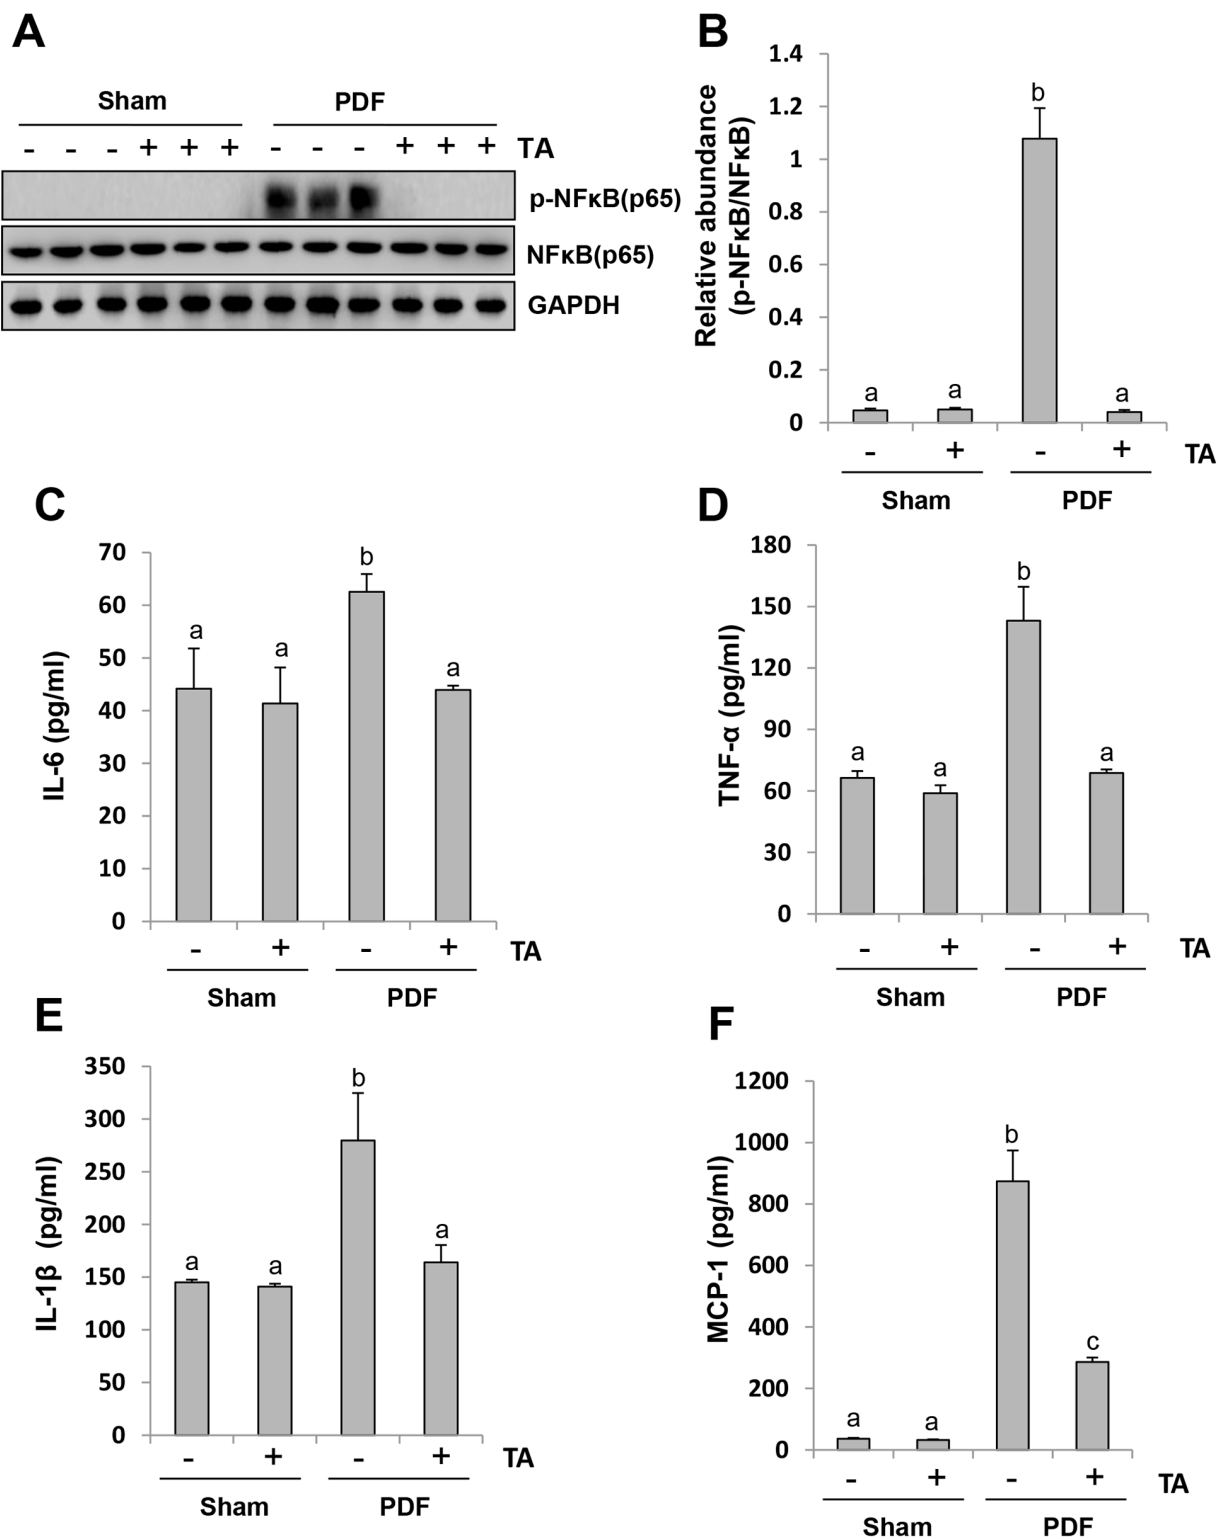 A
Sham PDF
- - - + + + - - - + + + TA
p-NFκB(p65)
NFκB(p65)
GAPDH
B
Relative abundance
(p-NFκB/NFκB)
1.4
1.2
1
0.8
0.6
0.4
0.2
0
a a b a
- + - + TA
Sham PDF
C
IL-6 (pg/ml)
70
60
50
40
30
20
10
0
a a b a
- + - + TA
Sham PDF
D
TNF-α (pg/ml)
180
150
120
90
60
30
0
a a b a
- + - + TA
Sham PDF
E
IL-1β (pg/ml)
350
300
250
200
150
100
50
0
a a b a
- + - + TA
Sham PDF
F
MCP-1 (pg/ml)
1200
1000
800
600
400
200
0
a a b c
- + - + TA
Sham PDF